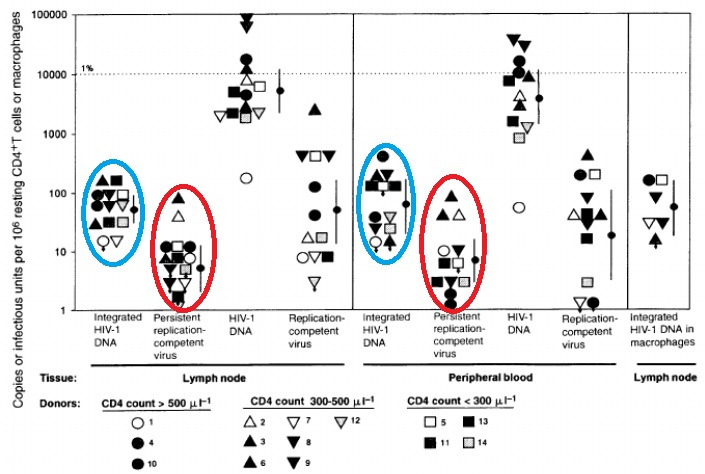 Copies or infectious units per 10⁶ resting CD4⁺T cells or macrophages
100000
10000
1000
100
10
1
1%
Integrated
HIV-1
DNA
Persistent
replication-
competent
virus
HIV-1
DNA
Replication-
competent
virus
Integrated
HIV-1
DNA
Persistent
replication-
competent
virus
HIV-1
DNA
Replication-
competent
virus
Integrated
HIV-1 DNA in
macrophages
Tissue:
Lymph node
Peripheral blood
Lymph node
Donors:
CD4 count > 500 µl⁻¹
1
4
10
CD4 count 300-500 µl⁻¹
2 7 12
3 8
6 9
CD4 count < 300 µl⁻¹
5 13
11 14